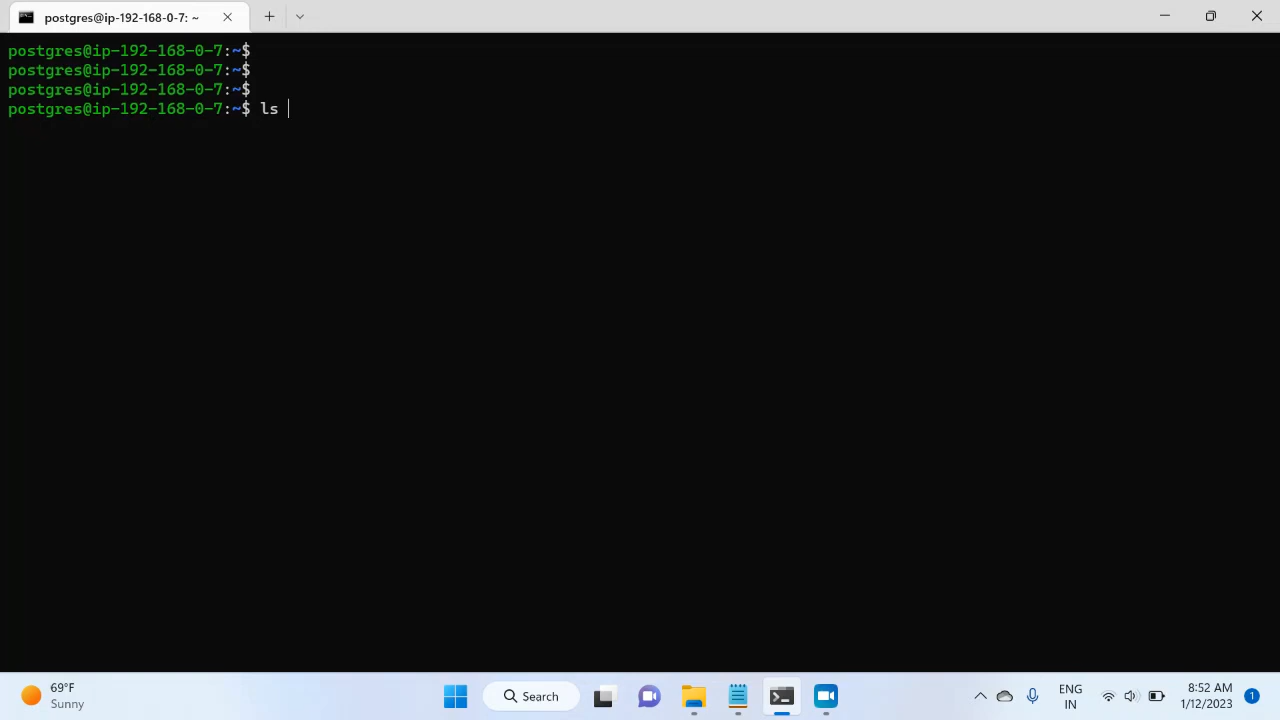 postgres@ip-192-168-0-7: ~
postgres@ip-192-168-0-7:~$
postgres@ip-192-168-0-7:~$
postgres@ip-192-168-0-7:~$
postgres@ip-192-168-0-7:~$ ls
69°F
Sunny
Search
ENG
IN
8:52 AM
1/12/2023
1